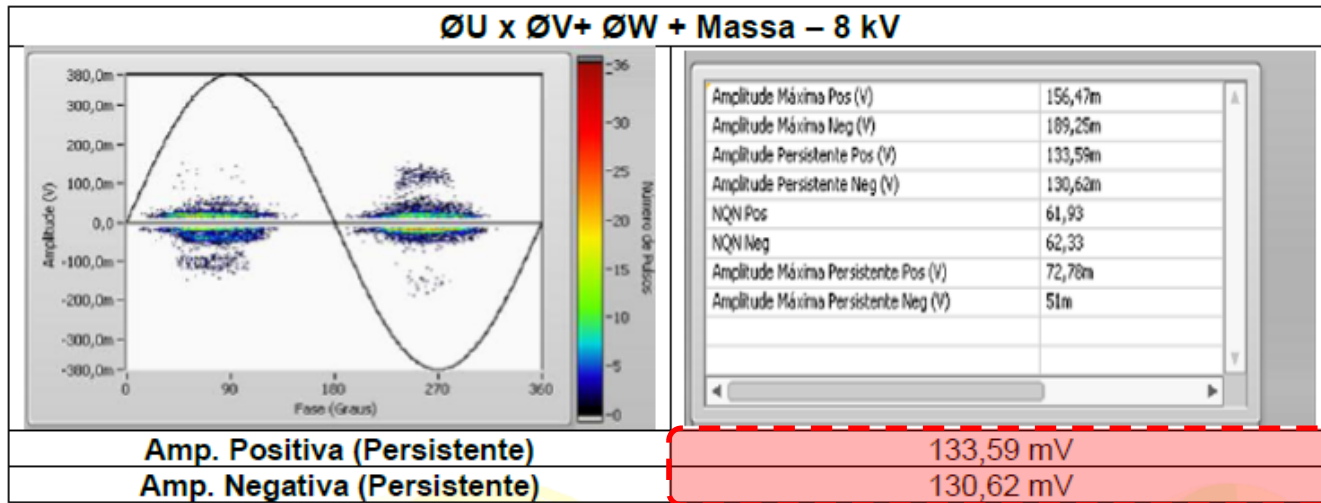 ØU x ØV+ ØW + Massa – 8 kV
380,0m
300,0m
200,0m
100,0m
0,0
-100,0m
-200,0m
-300,0m
-380,0m
Amplitude (V)
0
90
180
270
360
Fase (Graus)
36
30
25
20
15
10
5
0
Número de Pulsos
Amplitude Máxima Pos (V) 156,47m
Amplitude Máxima Neg (V) 189,25m
Amplitude Persistente Pos (V) 133,59m
Amplitude Persistente Neg (V) 130,62m
NQN Pos 61,93
NQN Neg 62,33
Amplitude Máxima Persistente Pos (V) 72,78m
Amplitude Máxima Persistente Neg (V) 51m
Amp. Positiva (Persistente) 133,59 mV
Amp. Negativa (Persistente) 130,62 mV